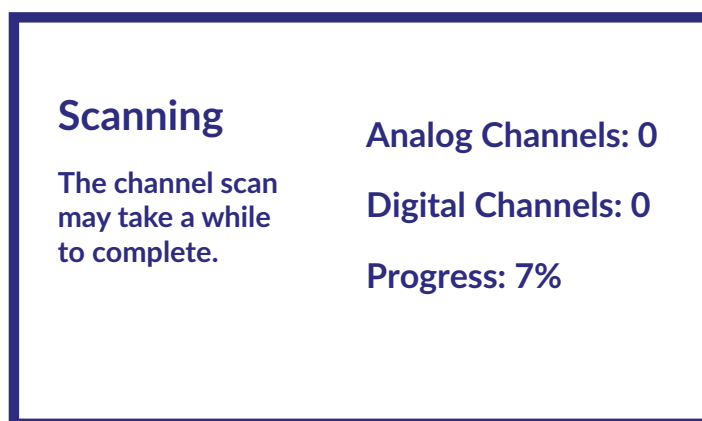 Scanning
The channel scan
may take a while
to complete.
Analog Channels: 0
Digital Channels: 0
Progress: 7%